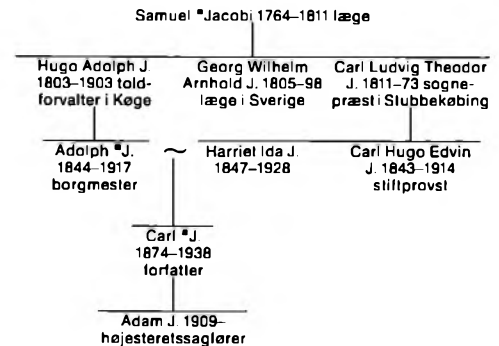 Samuel ▪Jacobi 1764–1811 læge
Hugo Adolph J.
1803–1903 told-
forvalter i Køge
Georg Wilhelm
Arnhold J. 1805–98
læge i Sverige
Carl Ludvig Theodor
J. 1811–73 sogne-
præst i Stubbekøbing
Adolph ▪J.
1844–1917
borgmester
~
Harriet Ida J.
1847–1928
Carl Hugo Edvin
J. 1843–1914
stiftprovst
Carl ▪J.
1874–1938
forfatter
Adam J. 1909–
højesteretssagfører